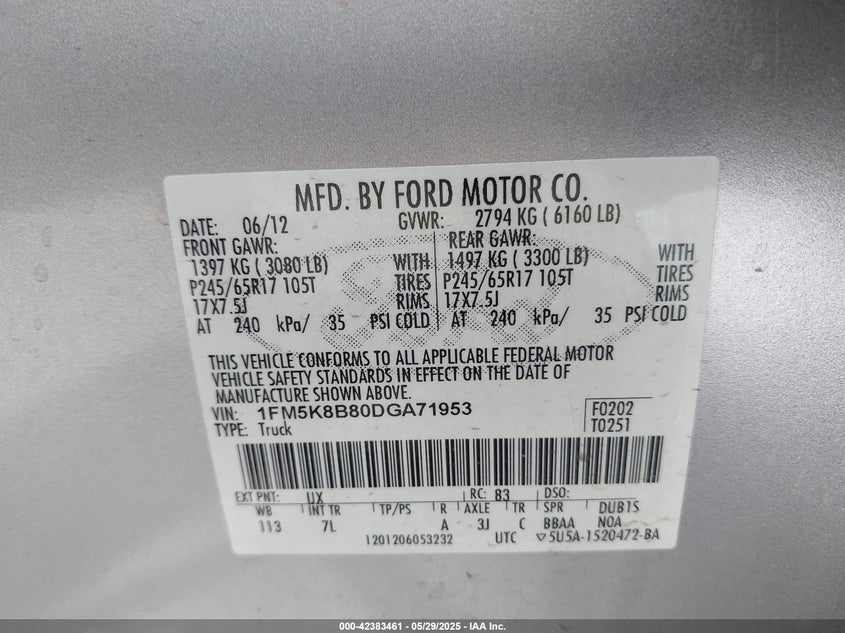 MFD. BY FORD MOTOR CO.
DATE: 06/12 GVWR: 2794 KG ( 6160 LB)
FRONT GAWR: REAR GAWR:
1397 KG ( 3080 LB) WITH 1497 KG ( 3300 LB) WITH
P245/65R17 105T TIRES P245/65R17 105T TIRES
17X7.5J RIMS 17X7.5J RIMS
AT 240 kPa/ 35 PSI COLD AT 240 kPa/ 35 PSI COLD
THIS VEHICLE CONFORMS TO ALL APPLICABLE FEDERAL MOTOR
VEHICLE SAFETY STANDARDS IN EFFECT ON THE DATE OF
MANUFACTURE SHOWN ABOVE.
VIN: 1FM5K8B80DGA71953 F0202
TYPE: Truck T0251
EXT PNT: UX RC: 83 DSO:
WB INT TR TP/PS R AXLE TR SPR DUB1S
113 7L A 3J C BBAA NOA
1201206053232 UTC ▽5U5A-1520472-BA
000-42383461 - 05/29/2025 - IAA Inc.